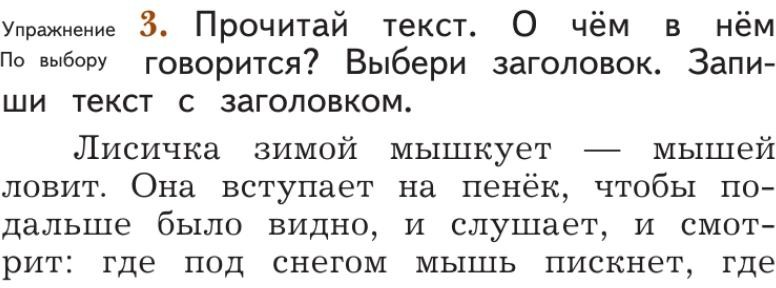 Упражнение 3. Прочитай текст. О чём в нём
По выбору говорится? Выбери заголовок. Запи-
ши текст с заголовком.
Лисичка зимой мышкует — мышей
ловит. Она вступает на пенёк, чтобы по-
дальше было видно, и слушает, и смот-
рит: где под снегом мышь пискнет, где